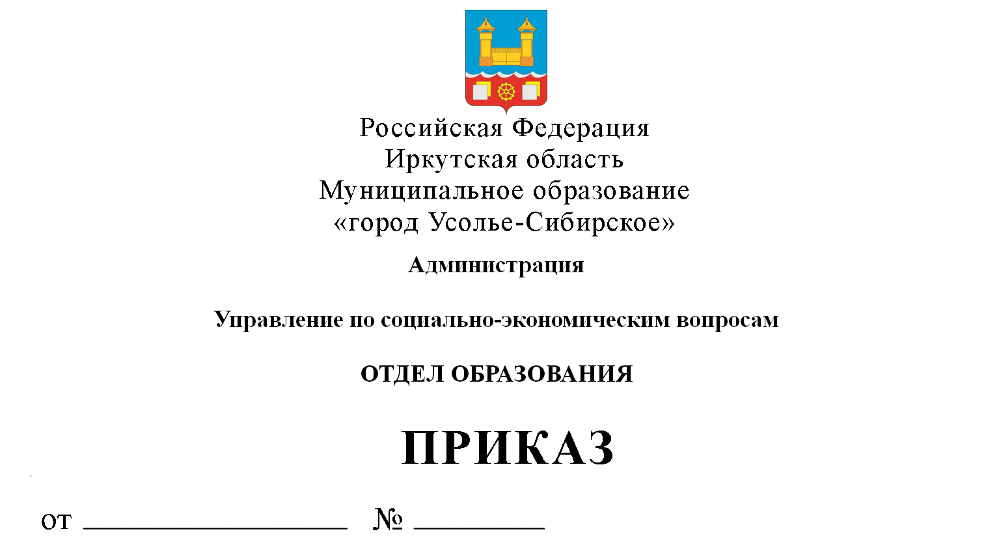 Российская Федерация
Иркутская область
Муниципальное образование
«город Усолье-Сибирское»
Администрация
Управление по социально-экономическим вопросам
ОТДЕЛ ОБРАЗОВАНИЯ
ПРИКАЗ
от ____________________ № __________